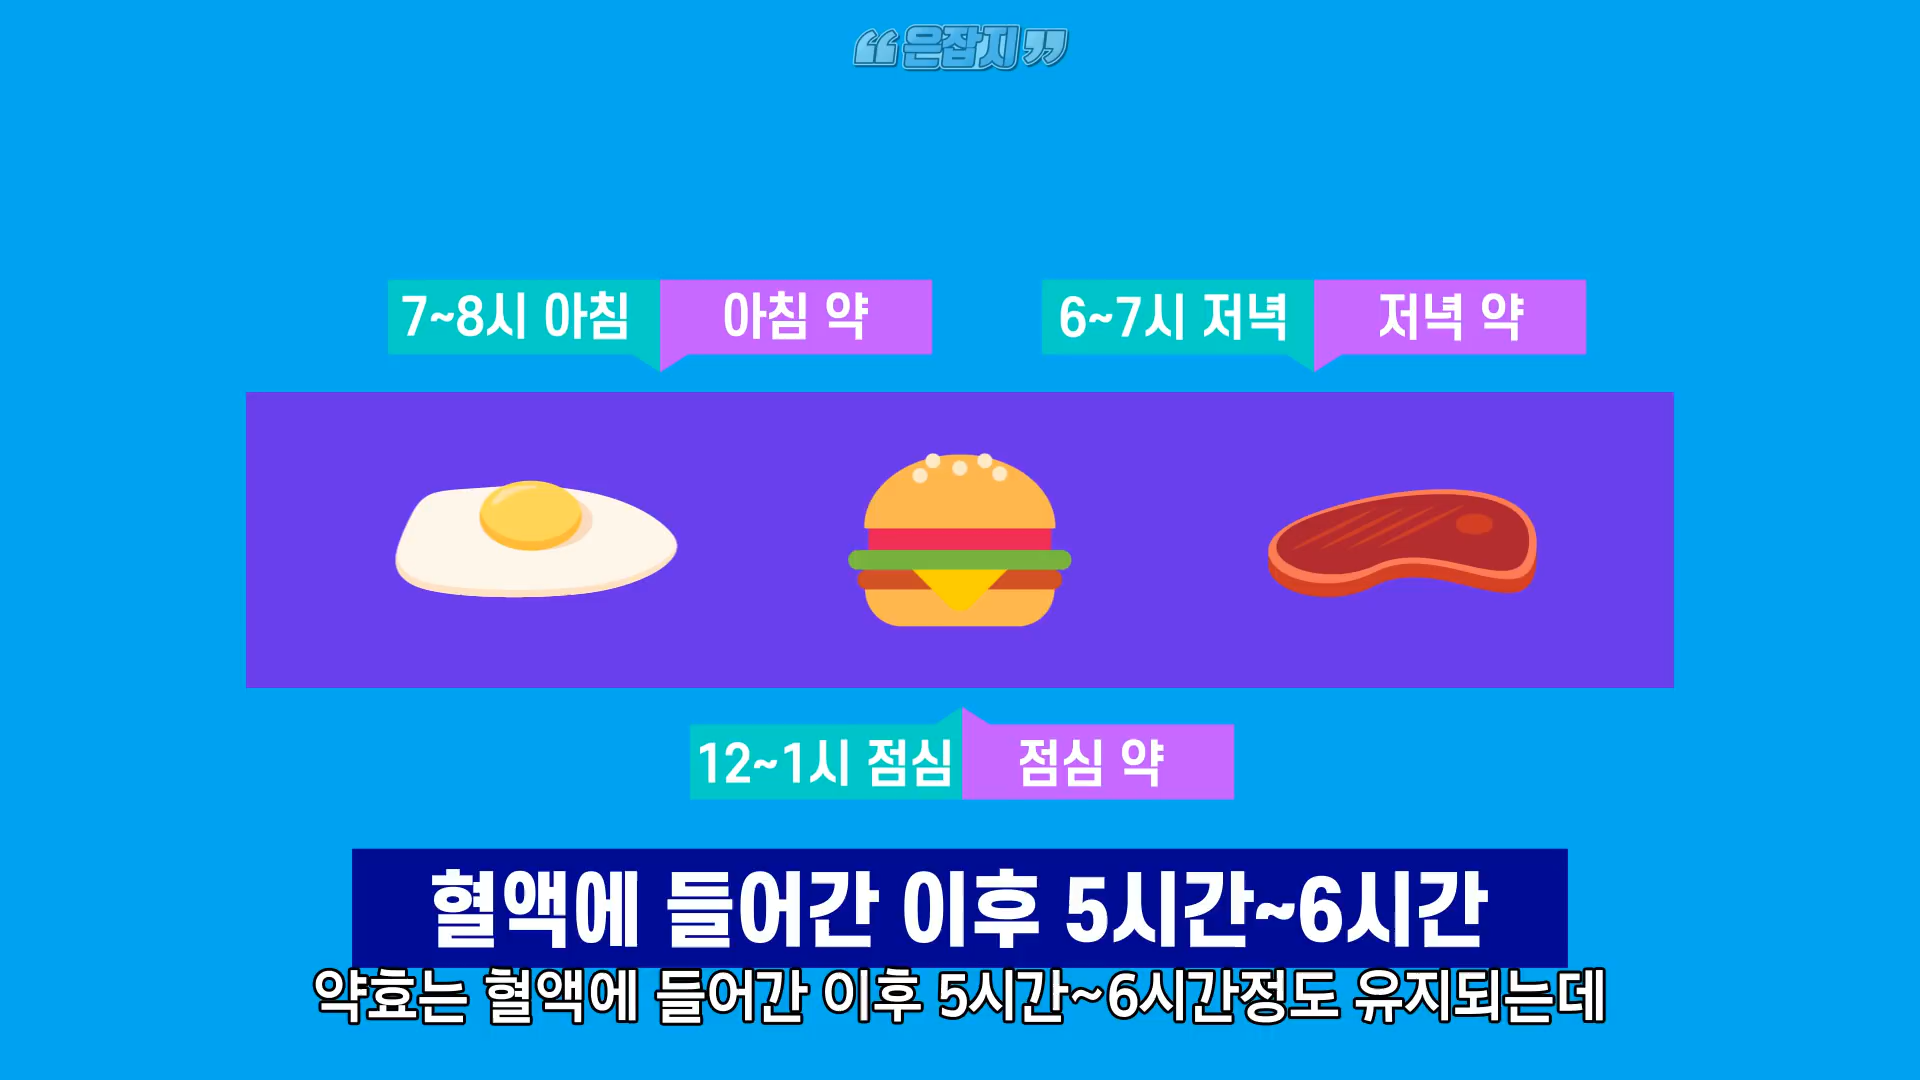 “은잡지”
7~8시 아침 아침 약
6~7시 저녁 저녁 약
12~1시 점심 점심 약
혈액에 들어간 이후 5시간~6시간
약효는 혈액에 들어간 이후 5시간~6시간정도 유지되는데